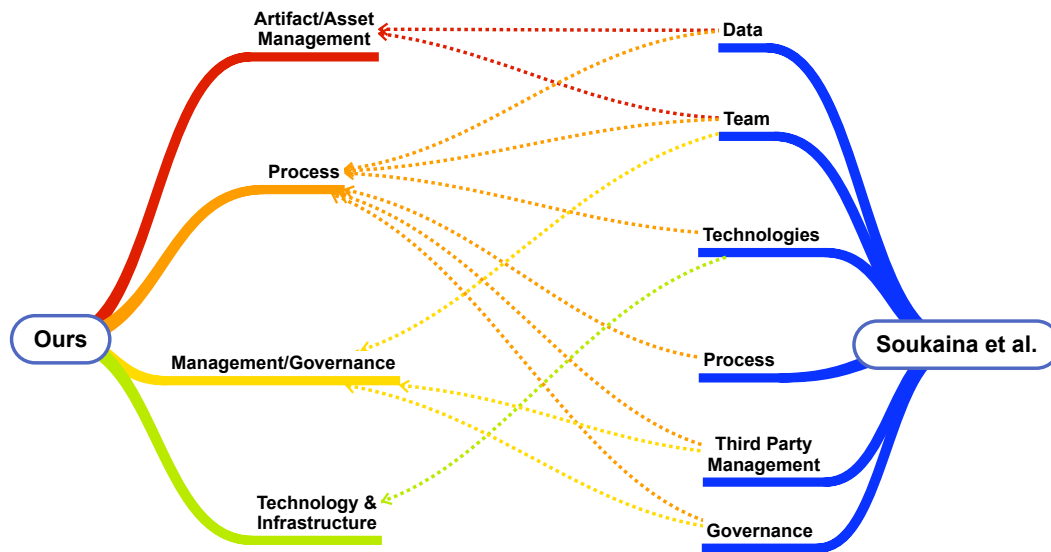 Artifact/Asset
Management
Process
Ours
Management/Governance
Technology &
Infrastructure
Data
Team
Technologies
Process
Third Party
Management
Governance
Soukaina et al.